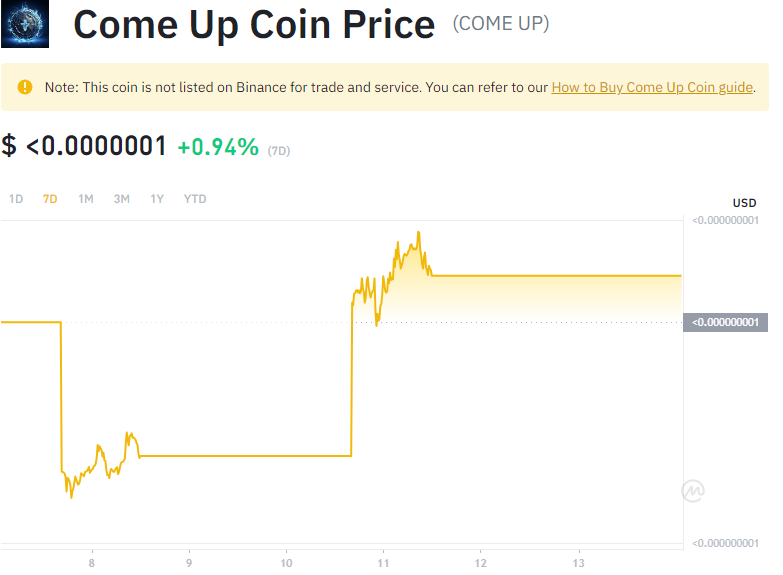 Come Up Coin Price (COME UP)
Note: This coin is not listed on Binance for trade and service. You can refer to our How to Buy Come Up Coin guide.
$ <0.0000001 +0.94% (7D)
1D 7D 1M 3M 1Y YTD
USD
<0.000000001
<0.000000001
<0.000000001
8 9 10 11 12 13